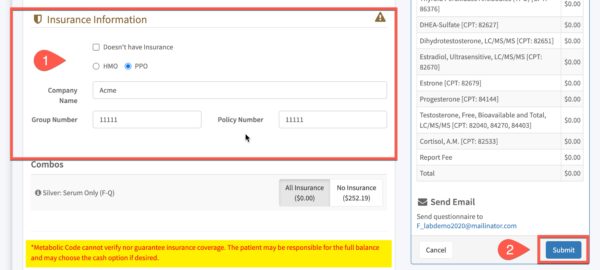 Insurance Information
1
Doesn't have Insurance
HMO PPO
Company
Name
Acme
Group Number
11111
Policy Number
11111
Combos
Silver: Serum Only (F-Q)
All Insurance
($0.00)
No Insurance
($252.19)
*Metabolic Code cannot verify nor guarantee insurance coverage. The patient may be responsible for the full balance
and may choose the cash option if desired.
86376]
DHEA-Sulfate [CPT: 82627]
$0.00
Dihydrotestosterone, LC/MS/MS [CPT: 82651]
$0.00
Estradiol, Ultrasensitive, LC/MS/MS [CPT:
82670]
$0.00
Estrone [CPT: 82679]
$0.00
Progesterone [CPT: 84144]
$0.00
Testosterone, Free, Bioavailable and Total,
LC/MS/MS [CPT: 82040, 84270, 84403]
$0.00
Cortisol, A.M. [CPT: 82533]
$0.00
Report Fee
$0.00
Total
$0.00
Send Email
Send questionnaire to
F_labdemo2020@mailinator.com
Cancel
2
Submit